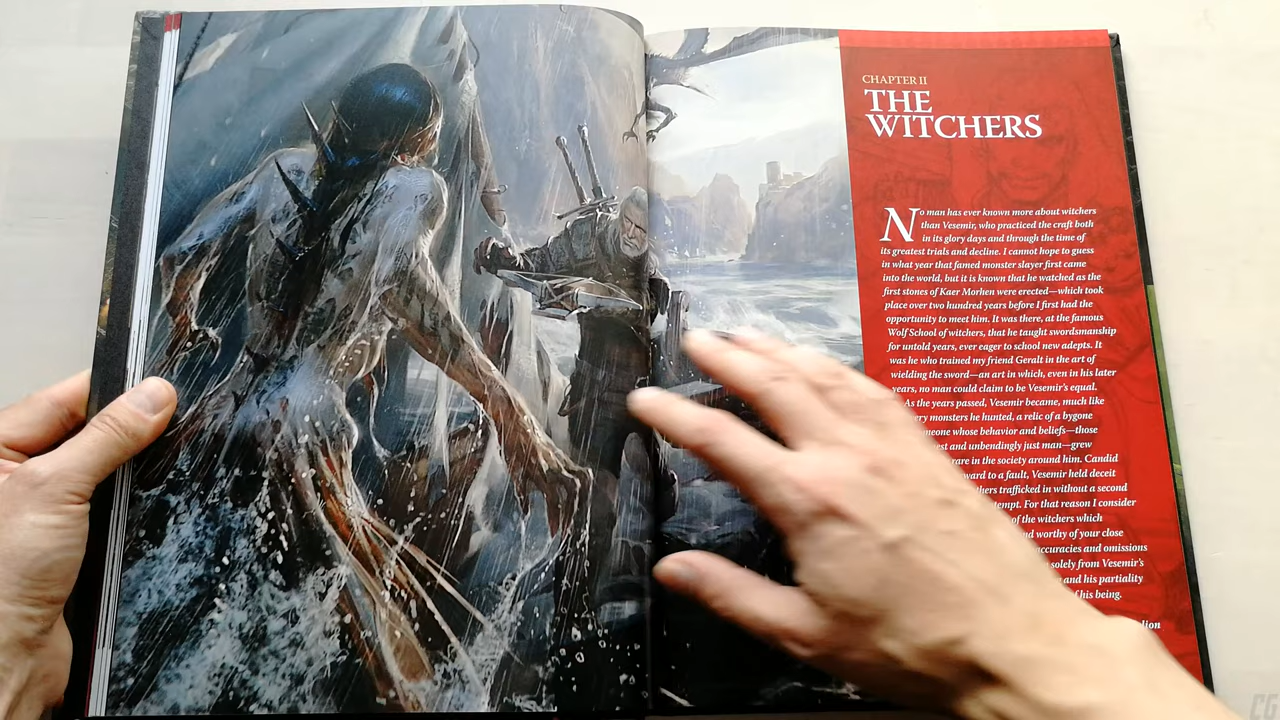 CHAPTER II
THE
WITCHERS
No man has ever known more about witchers
than Vesemir, who practiced the craft both
in its glory days and through the time of
its greatest trials and decline. I cannot hope to guess
in what year that famed monster slayer first came
into the world, but it is known that he watched as the
first stones of Kaer Morhen were erected—which took
place over two hundred years before I first had the
opportunity to meet him. It was there, at the famous
Wolf School of witchers, that he taught swordsmanship
for untold years, ever eager to school new adepts. It
was he who trained my friend Geralt in the art of
wielding the sword—an art in which, even in his later
years, no man could claim to be Vesemir's equal.
As the years passed, Vesemir became, much like
monsters he hunted, a relic of a bygone
whose behavior and beliefs—those
and unbendingly just man—grew
rare in the society around him. Candid
to a fault, Vesemir held deceit
trafficked in without a second
For that reason I consider
of the witchers which
worthy of your close
and omissions
solely from Vesemir's
and his partiality
of his being.
CG